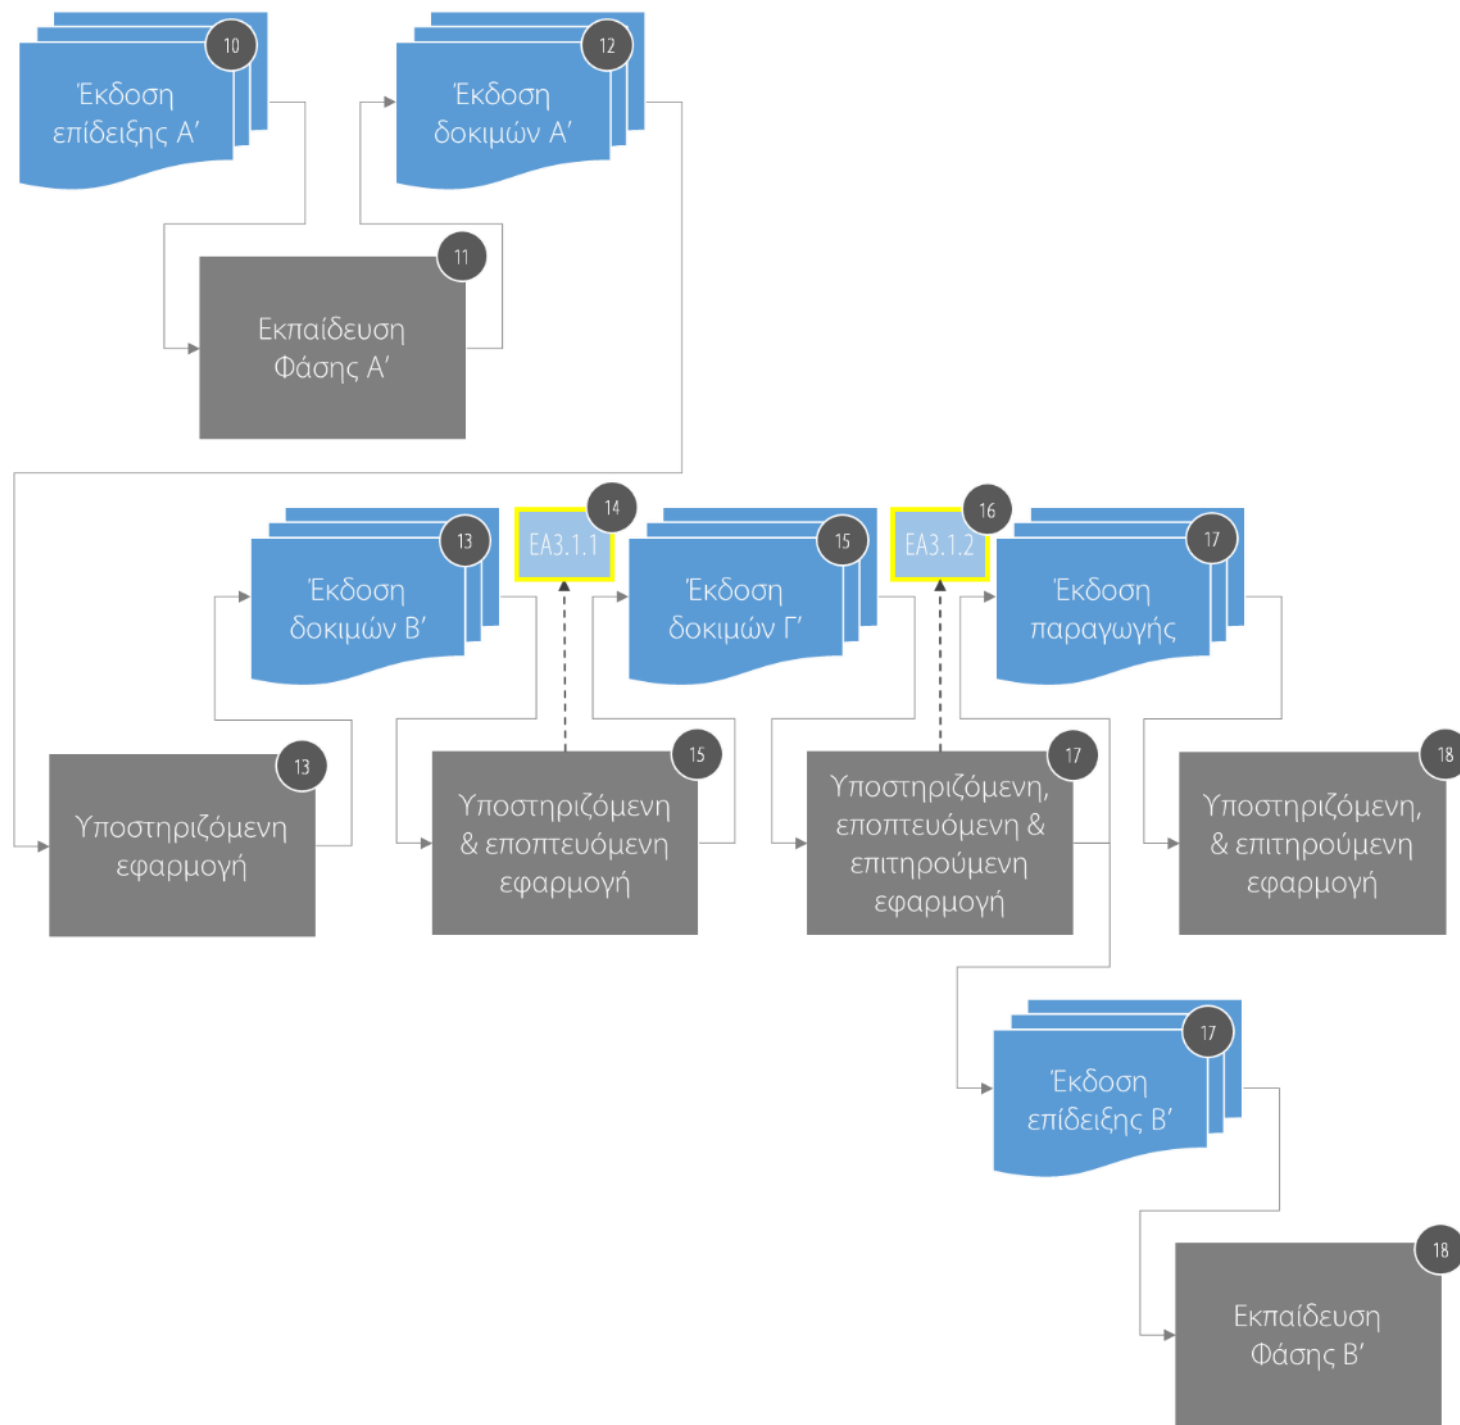 10
Έκδοση
επίδειξης Α’
12
Έκδοση
δοκιμών Α’
11
Εκπαίδευση
Φάσης Α’
13
Έκδοση
δοκιμών Β’
14
ΕΑ3.1.1
15
Έκδοση
δοκιμών Γ’
16
ΕΑ3.1.2
17
Έκδοση
παραγωγής
13
Υποστηριζόμενη
εφαρμογή
15
Υποστηριζόμενη
& εποπτευόμενη
εφαρμογή
17
Υποστηριζόμενη,
εποπτευόμενη &
επιτηρούμενη
εφαρμογή
18
Υποστηριζόμενη,
& επιτηρούμενη
εφαρμογή
17
Έκδοση
επίδειξης Β’
18
Εκπαίδευση
Φάσης Β’